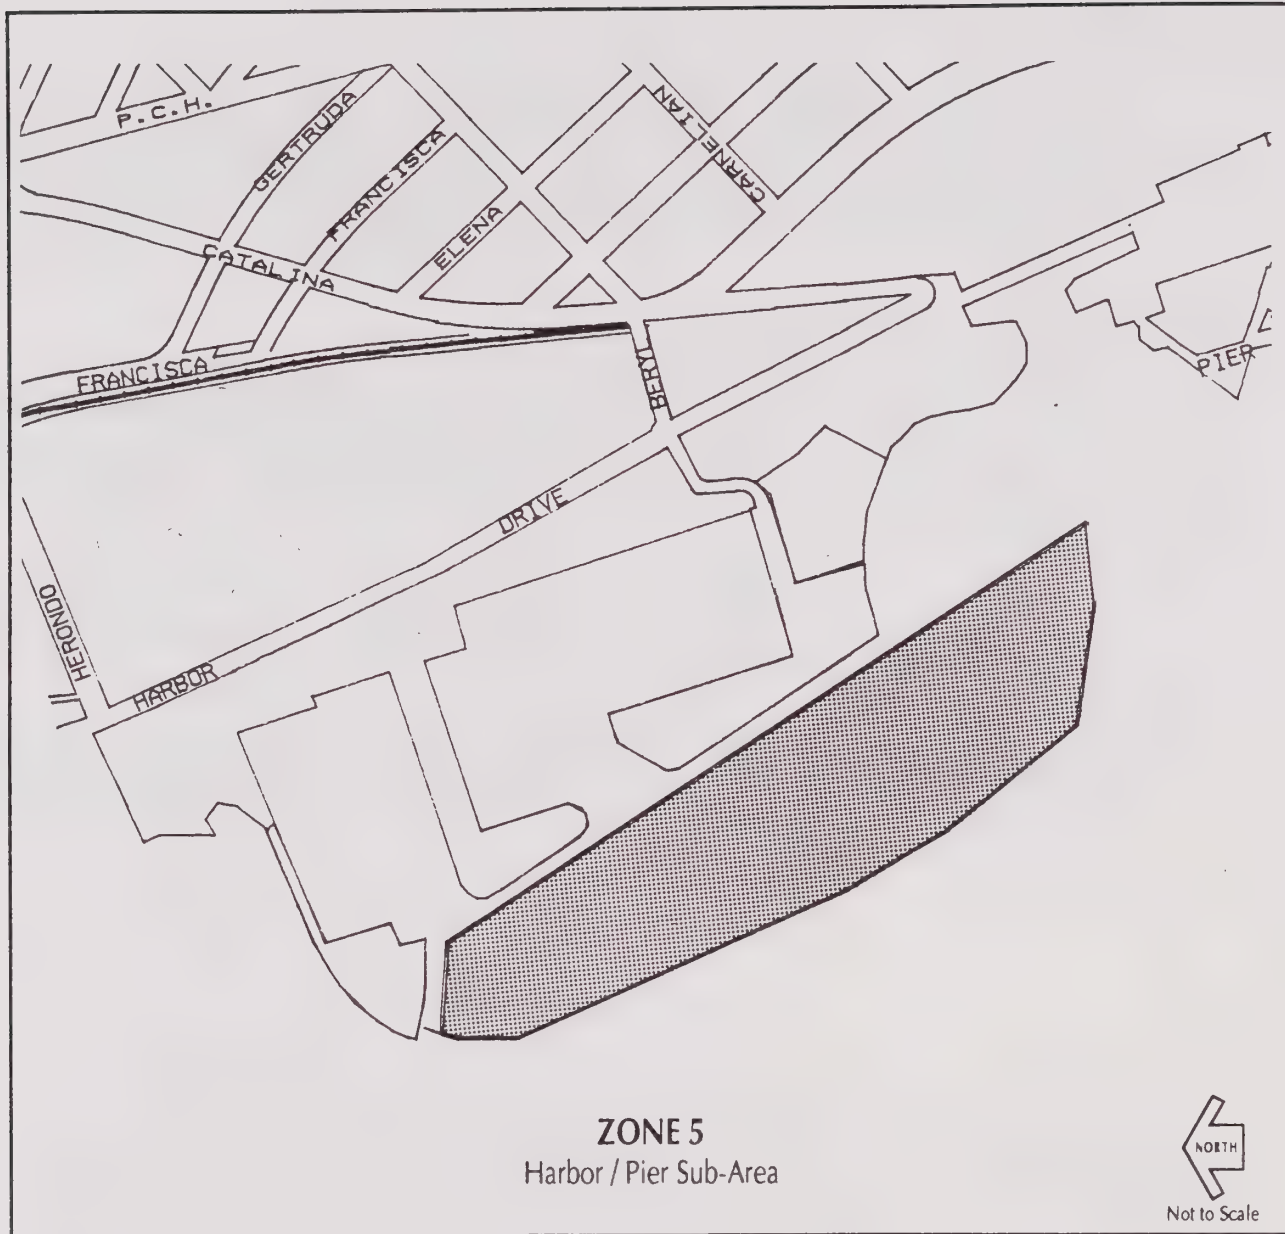 P.C.H.
GERTRUDA
FRANCISCA
ELENA
CARNELIAN
CATALINA
FRANCISCA
BERYL
PIER
DRIVE
HERONDO
HARBOR
ZONE 5
Harbor / Pier Sub-Area
NORTH
Not to Scale